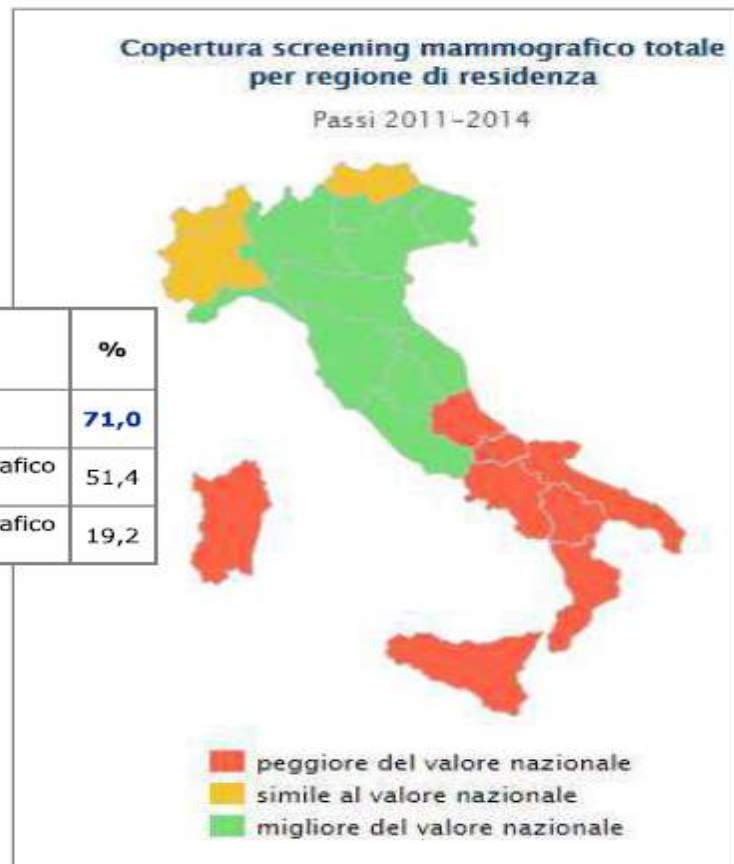 Copertura screening mammografico totale
per regione di residenza
Passi 2011-2014
%
71,0
afico 51,4
afico 19,2
peggiore del valore nazionale
simile al valore nazionale
migliore del valore nazionale